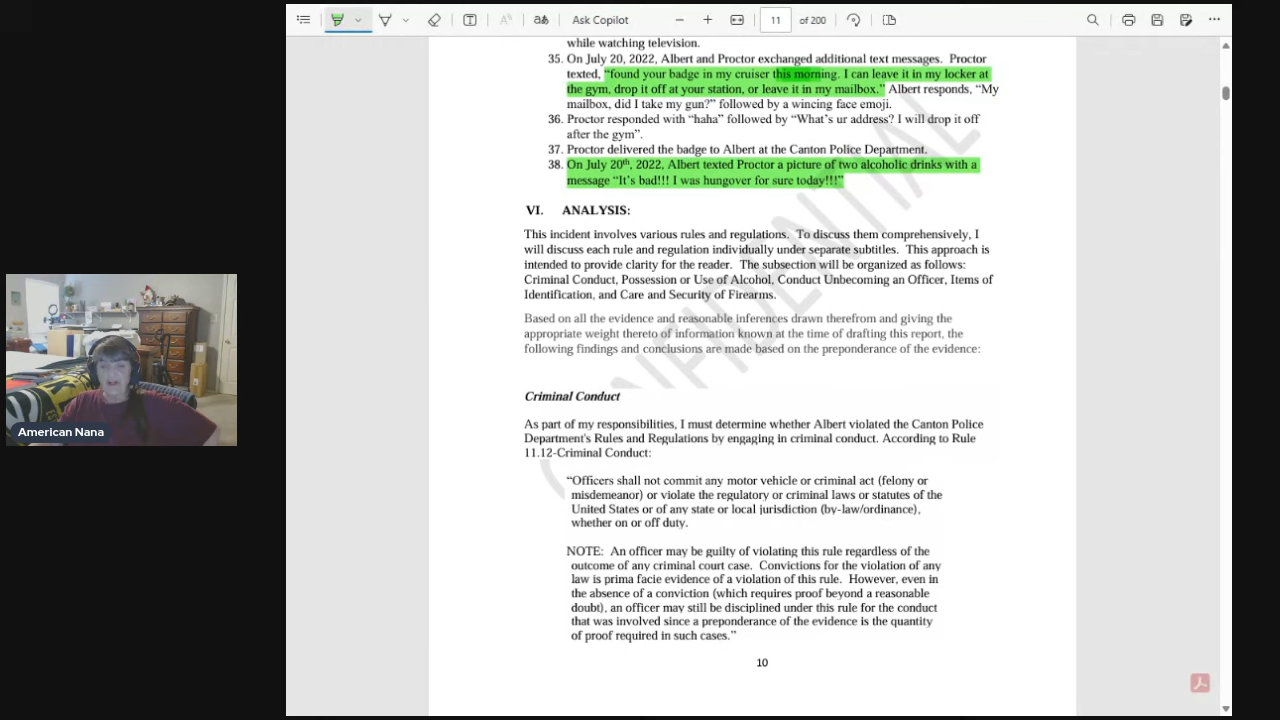 Ask Copilot
11 of 200
while watching television.
35. On July 20, 2022, Albert and Proctor exchanged additional text messages. Proctor
texted, “found your badge in my cruiser this morning. I can leave it in my locker at
the gym, drop it off at your station, or leave it in my mailbox.” Albert responds, “My
mailbox, did I take my gun?” followed by a wincing face emoji.
36. Proctor responded with “haha” followed by “What’s ur address? I will drop it off
after the gym”.
37. Proctor delivered the badge to Albert at the Canton Police Department.
38. On July 20th, 2022, Albert texted Proctor a picture of two alcoholic drinks with a
message “It’s bad!!! I was hungover for sure today!!!”
VI. ANALYSIS:
This incident involves various rules and regulations. To discuss them comprehensively, I
will discuss each rule and regulation individually under separate subtitles. This approach is
intended to provide clarity for the reader. The subsection will be organized as follows:
Criminal Conduct, Possession or Use of Alcohol, Conduct Unbecoming an Officer, Items of
Identification, and Care and Security of Firearms.
Based on all the evidence and reasonable inferences drawn therefrom and giving the
appropriate weight thereto of information known at the time of drafting this report, the
following findings and conclusions are made based on the preponderance of the evidence:
Criminal Conduct
As part of my responsibilities, I must determine whether Albert violated the Canton Police
Department’s Rules and Regulations by engaging in criminal conduct. According to Rule
11.12-Criminal Conduct:
“Officers shall not commit any motor vehicle or criminal act (felony or
misdemeanor) or violate the regulatory or criminal laws or statutes of the
United States or of any state or local jurisdiction (by-law/ordinance),
whether on or off duty.
NOTE: An officer may be guilty of violating this rule regardless of the
outcome of any criminal court case. Convictions for the violation of any
law is prima facie evidence of a violation of this rule. However, even in
the absence of a conviction (which requires proof beyond a reasonable
doubt), an officer may still be disciplined under this rule for the conduct
that was involved since a preponderance of the evidence is the quantity
of proof required in such cases.”
10
CONFIDENTIAL
American Nana